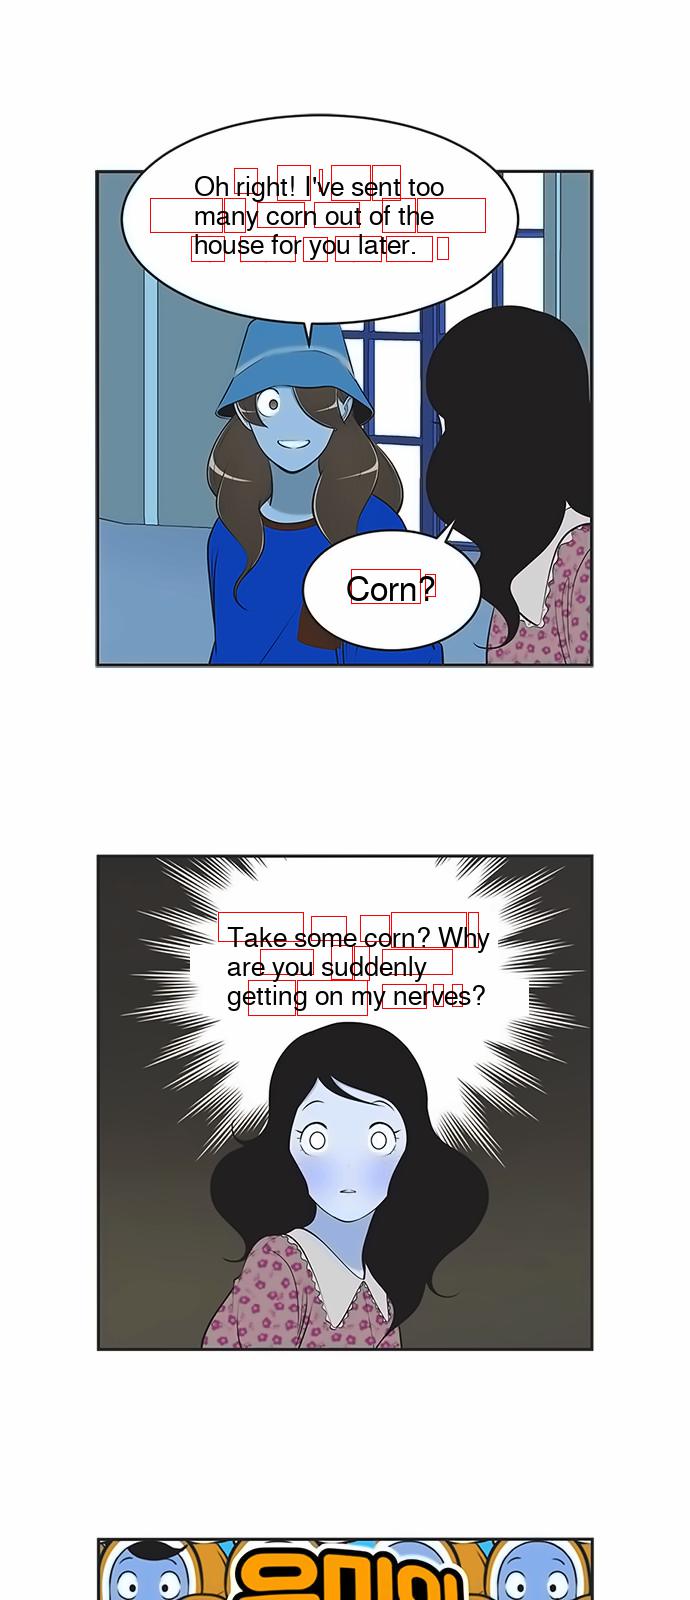 Oh right! I've sent too
many corn out of the
house for you later.
Corn?
Take some corn? Why
are you suddenly
getting on my nerves?